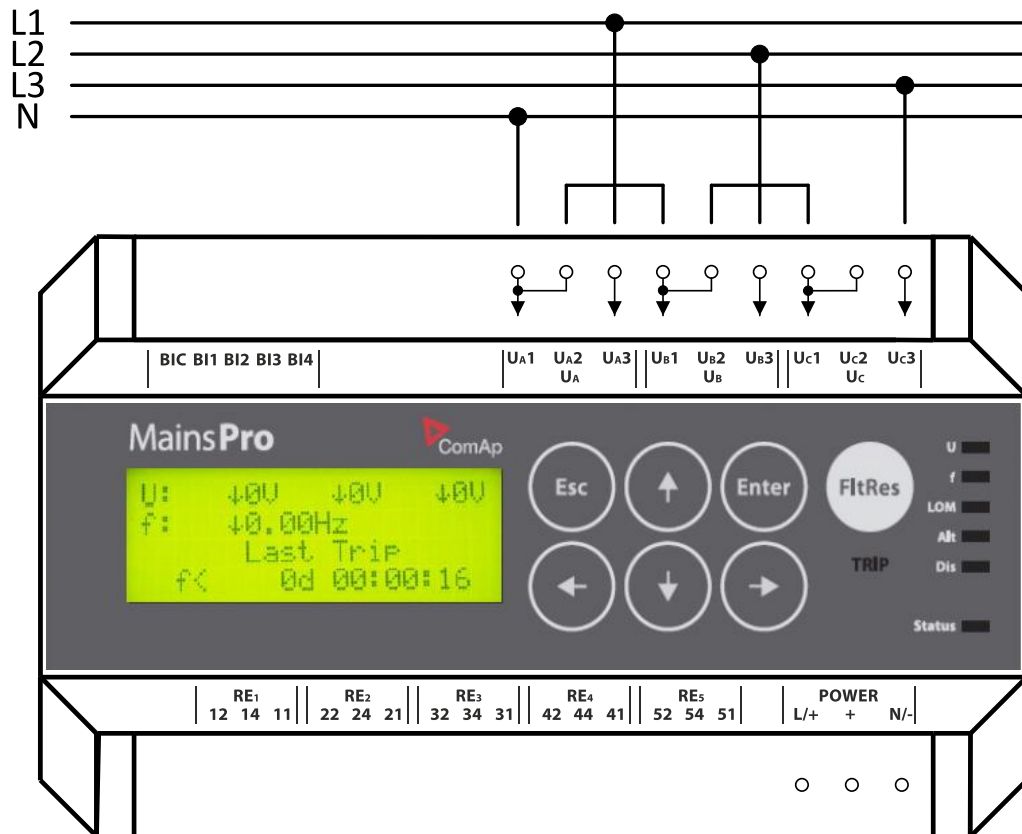 L1
L2
L3
N
BIC BI1 BI2 BI3 BI4
UA1 UA2 UA3 UB1 UB2 UB3 UC1 UC2 UC3
UA UB UC
MainsPro
ComAp
U: ↓0V ↓0V ↓0V
f: ↓0.00Hz
Last Trip
f< 0d 00:00:16
Esc ↑ Enter FltRes
← ↓ →
TRIP
U
f
LOM
Alt
Dis
Status
RE1 RE2 RE3 RE4 RE5 POWER
12 14 11 22 24 21 32 34 31 42 44 41 52 54 51 L/+ + N/-